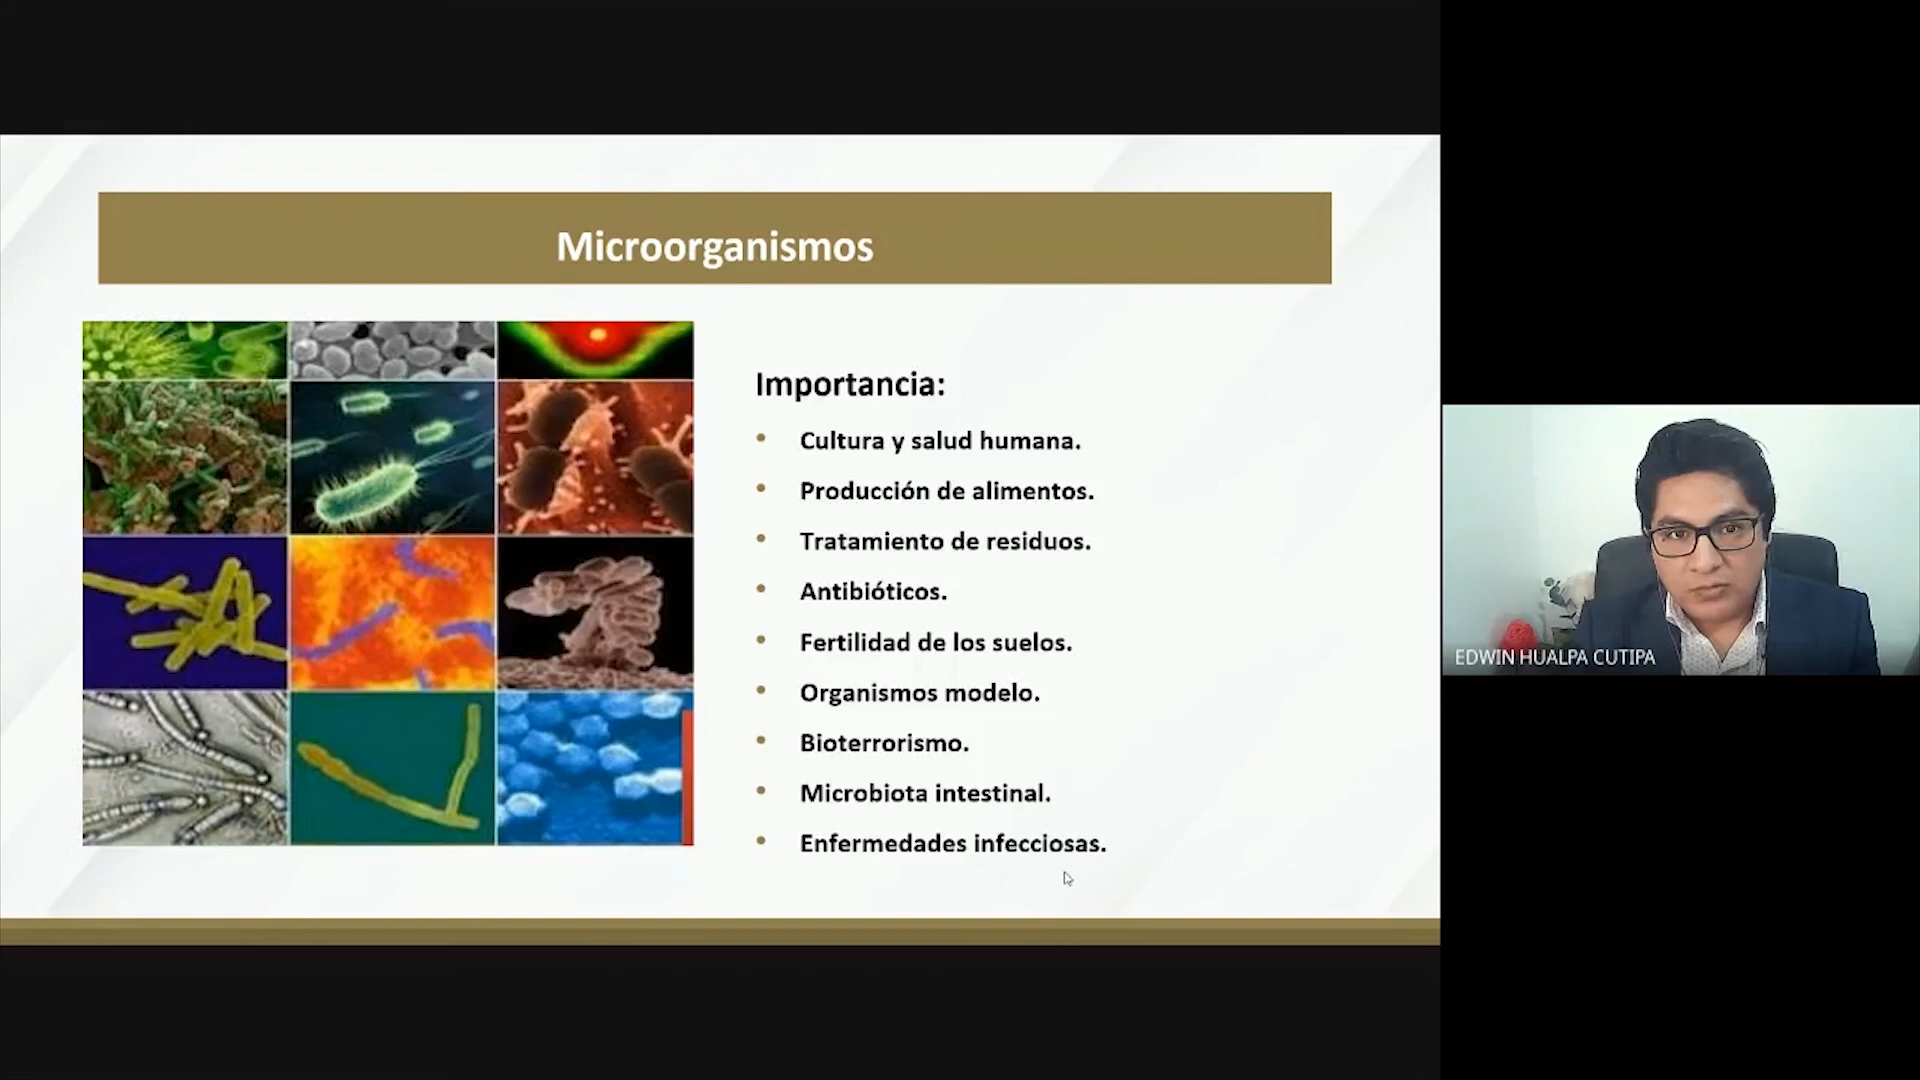 Microorganismos
Importancia:
• Cultura y salud humana.
• Producción de alimentos.
• Tratamiento de residuos.
• Antibióticos.
• Fertilidad de los suelos.
• Organismos modelo.
• Bioterrorismo.
• Microbiota intestinal.
• Enfermedades infecciosas.
EDWIN HUALPA CUTIPA